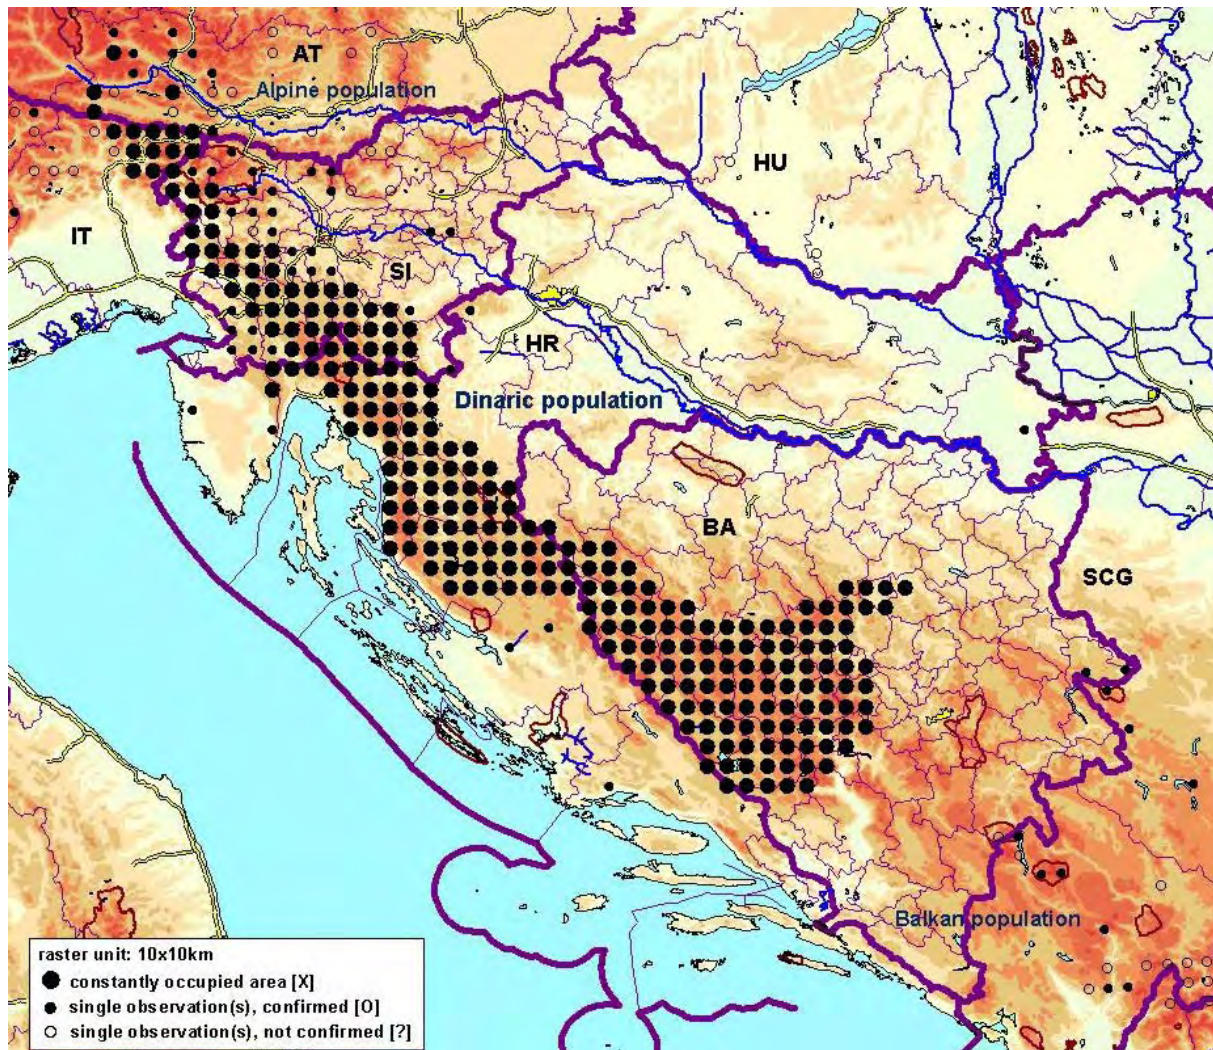 AT
Alpine population
HU
IT
SI
HR
Dinaric population
BA
SCG
Balkan population
raster unit: 10x10km
constantly occupied area [X]
single observation(s), confirmed [O]
single observation(s), not confirmed [?]